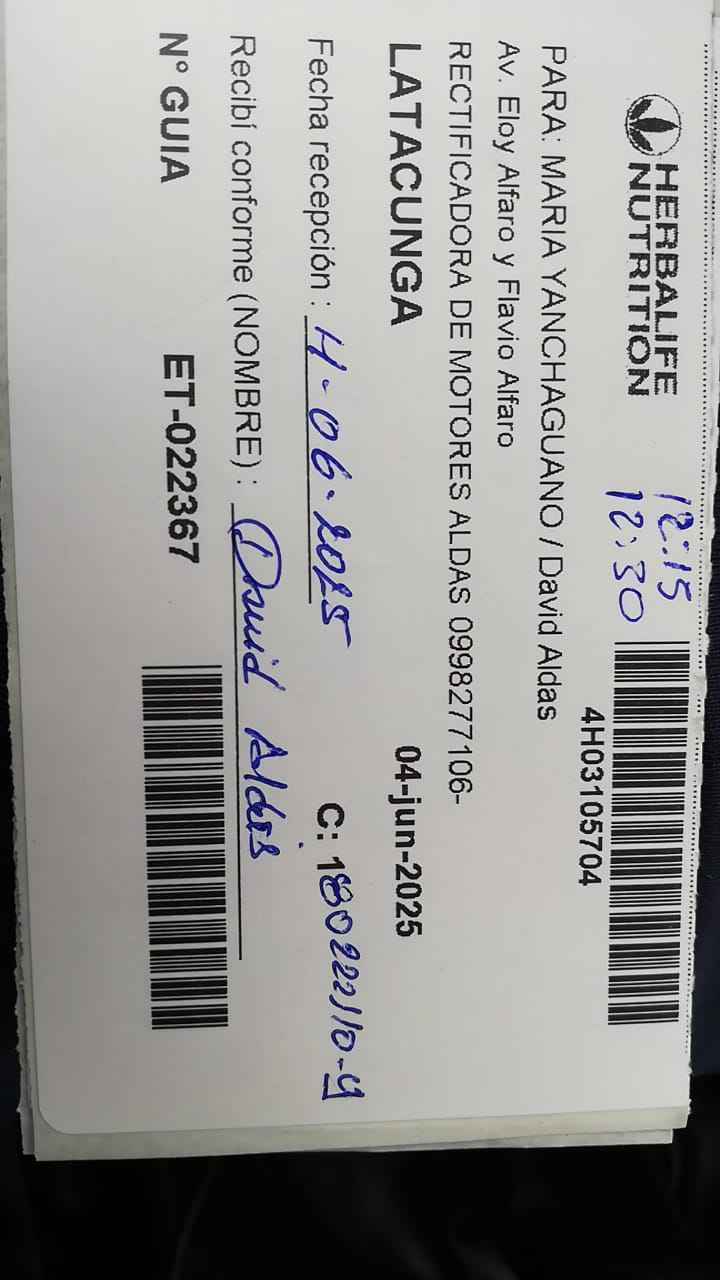 HERBALIFE
NUTRITION
12:15
12:30
4H03105704
PARA: MARIA YANCHAGUANO / David Aldas
Av. Eloy Alfaro y Flavio Alfaro
RECTIFICADORA DE MOTORES ALDAS 0998277106-
LATACUNGA 04-jun-2025
Fecha recepción : 4-06-2025 C: 1
Recibí conforme (NOMBRE) : David Aldas
N° GUIA ET-022367